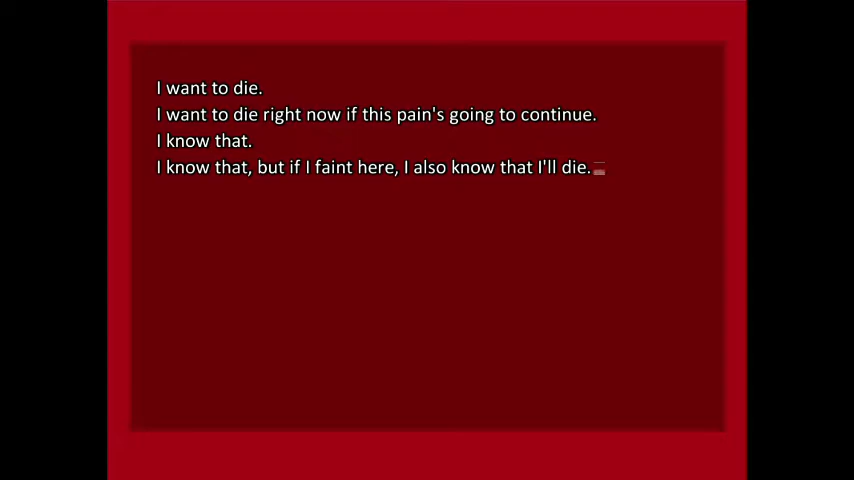 I want to die.
I want to die right now if this pain's going to continue.
I know that.
I know that, but if I faint here, I also know that I'll die.